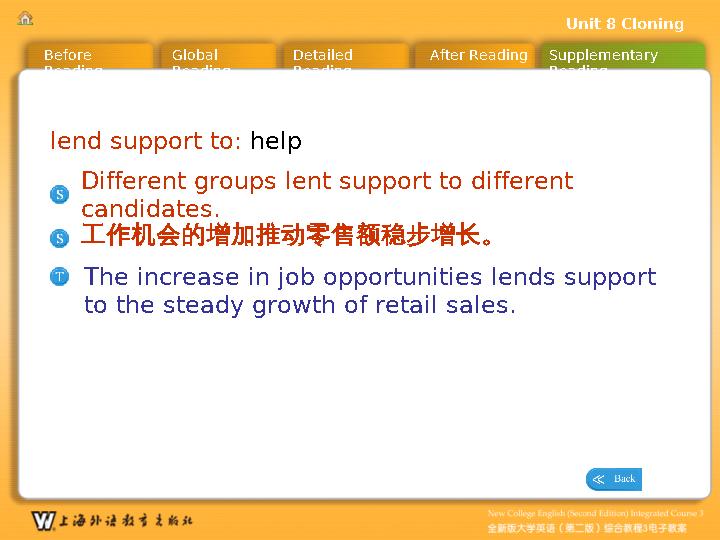 Unit 8 Cloning
Before Reading
Global Reading
Detailed Reading
After Reading
Supplementary Reading
lend support to: help
S
Different groups lent support to different
candidates.
S
工作机会的增加推动零售额稳步增长。
T
The increase in job opportunities lends support
to the steady growth of retail sales.
≪ Back
W 上海外语教育出版社
New College English (Second Edition) Integrated Course 3
全新版大学英语（第二版）综合教程3电子教案